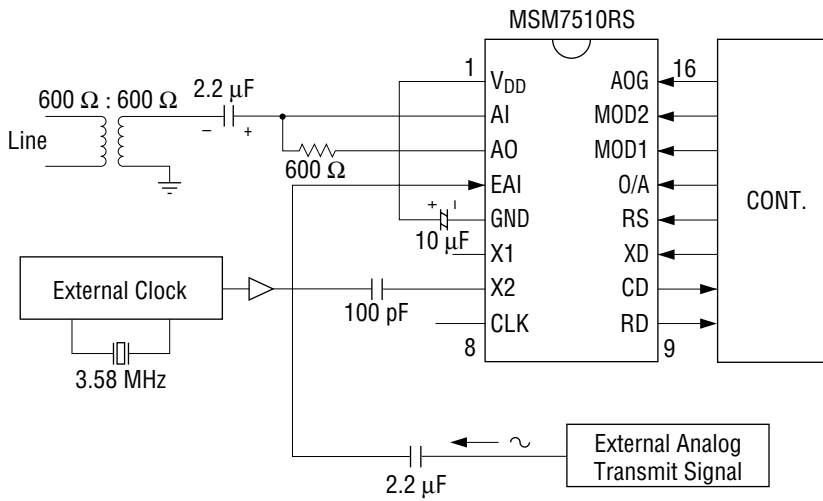 MSM7510RS
1
16
V_DD
AOG
AI
MOD2
AO
MOD1
EAI
O/A
GND
RS
X1
XD
X2
CD
CLK
RD
8
9
CONT.
600 Ω : 600 Ω
2.2 μF
− +
Line
600 Ω
+ −
10 μF
External Clock
100 pF
3.58 MHz
2.2 μF
External Analog
Transmit Signal